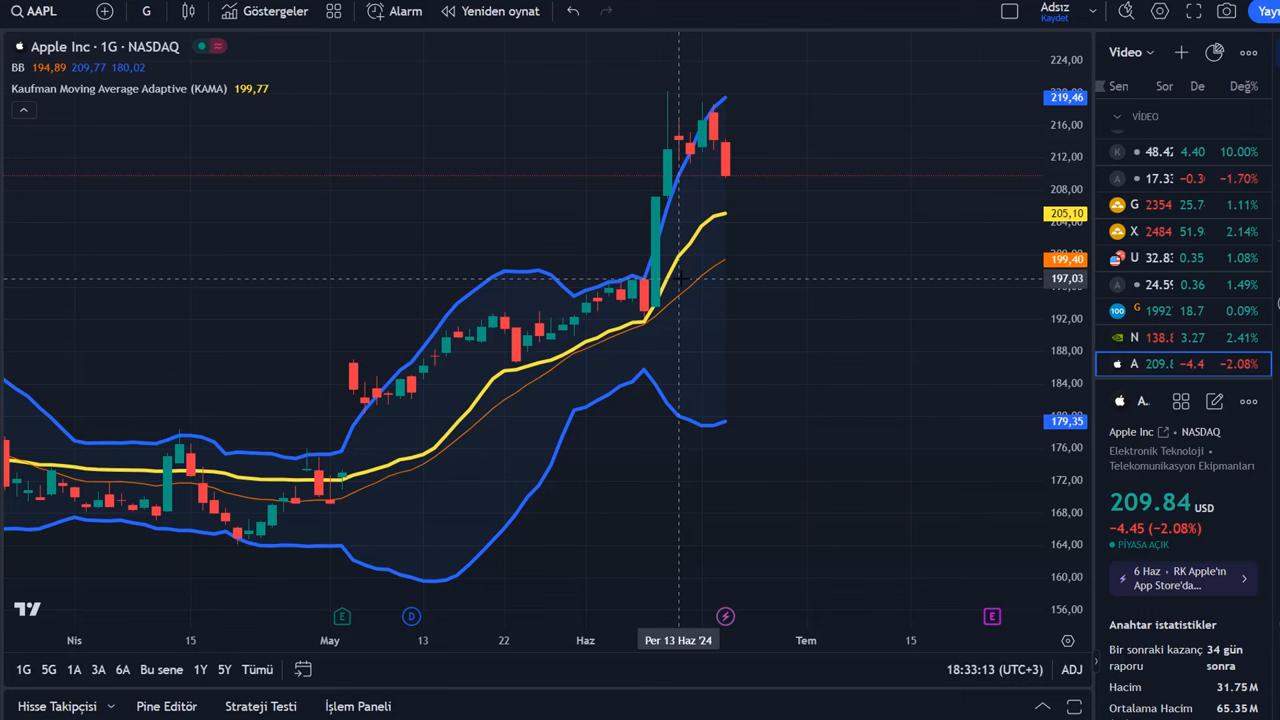 AAPL G Göstergeler Alarm Yeniden oynat Adsız Kaydet Yayı
Apple Inc · 1G · NASDAQ
BB 194,89 209,77 180,02
Kaufman Moving Average Adaptive (KAMA) 199,77
224,00
219,46
216,00
212,00
208,00
205,10
204,00
199,40
197,03
192,00
188,00
184,00
179,35
176,00
172,00
168,00
164,00
160,00
156,00
E D E
Nis 15 May 13 22 Haz Per 13 Haz '24 Tem 15
1G 5G 1A 3A 6A Bu sene 1Y 5Y Tümü 18:33:13 (UTC+3) ADJ
Hisse Takipçisi Pine Editör Strateji Testi İşlem Paneli
Video
Sen Sor De Değ%
VİDEO
K 48.42 4.40 10.00%
A 17.33 −0.3 −1.70%
G 2354 25.7 1.11%
X 2484 51.9 2.14%
U 32.83 0.35 1.08%
A 24.59 0.36 1.49%
100 G 1992 18.7 0.09%
N 138.8 3.27 2.41%
A 209.8 −4.4 −2.08%
A..
Apple Inc NASDAQ
Elektronik Teknoloji •
Telekomunikasyon Ekipmanları
209.84 USD
−4.45 (−2.08%)
PİYASA AÇIK
6 Haz • RK Apple'ın
App Store'da...
Anahtar istatistikler
Bir sonraki kazanç raporu 34 gün sonra
Hacim 31.75 M
Ortalama Hacim 65.35 M